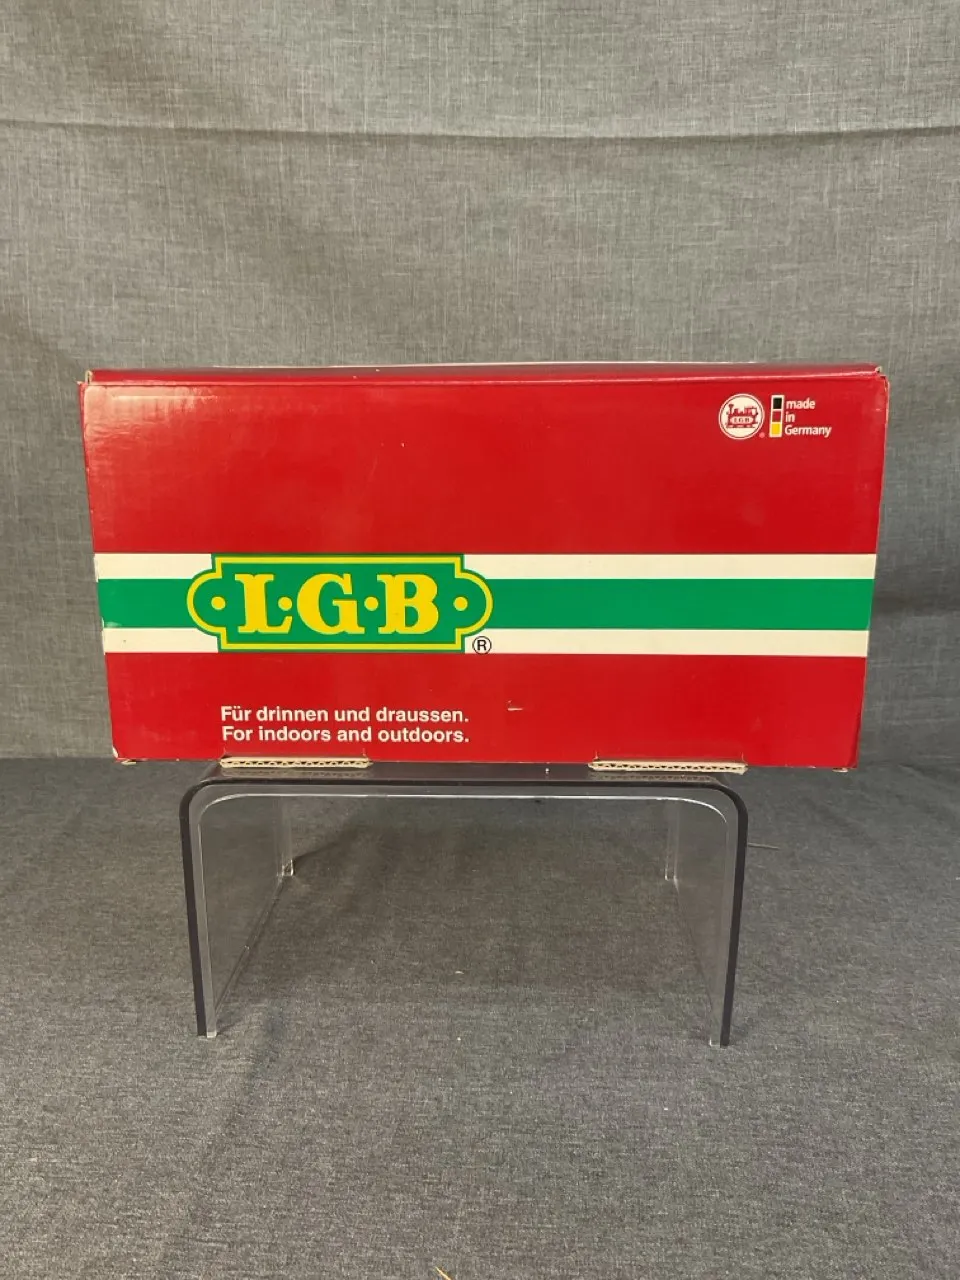 made
in
Germany
L·G·B
®
Für drinnen und draussen.
For indoors and outdoors.